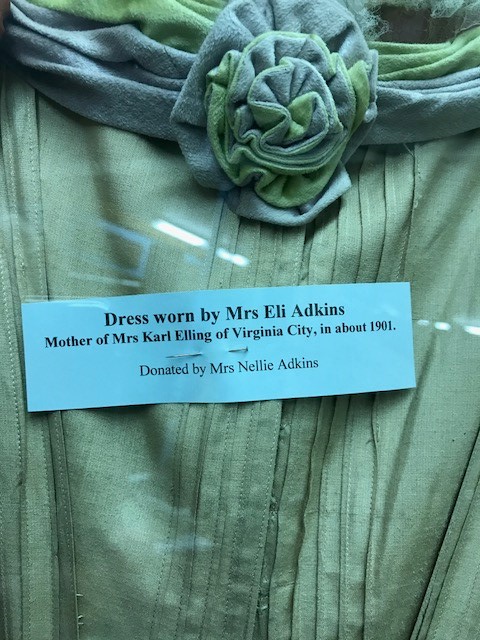 Dress worn by Mrs Eli Adkins
Mother of Mrs Karl Elling of Virginia City, in about 1901.
Donated by Mrs Nellie Adkins